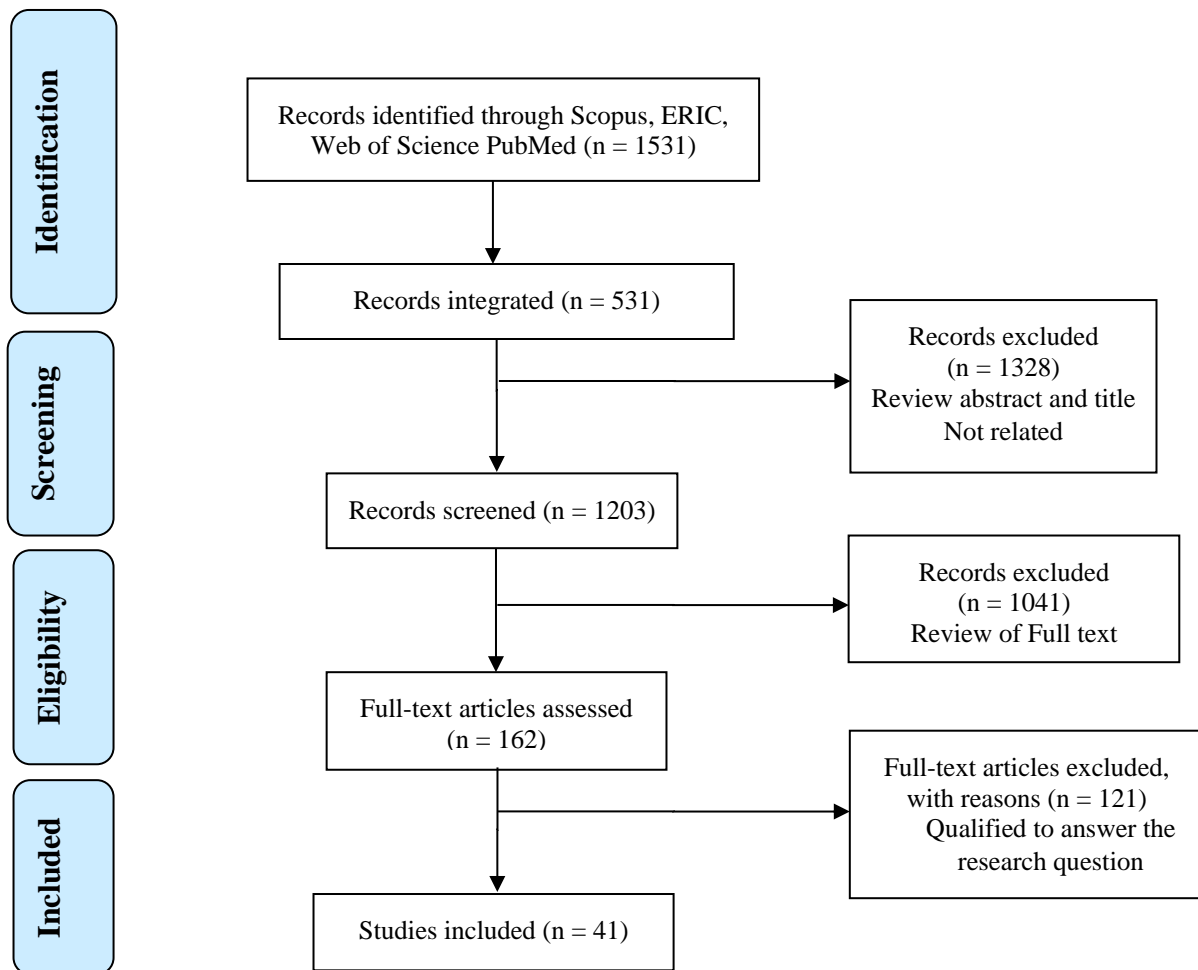 Identification
Records identified through Scopus, ERIC,
Web of Science PubMed (n = 1531)
Records integrated (n = 531)
Screening
Records excluded
(n = 1328)
Review abstract and title
Not related
Records screened (n = 1203)
Eligibility
Records excluded
(n = 1041)
Review of Full text
Full-text articles assessed
(n = 162)
Included
Full-text articles excluded,
with reasons (n = 121)
Qualified to answer the
research question
Studies included (n = 41)